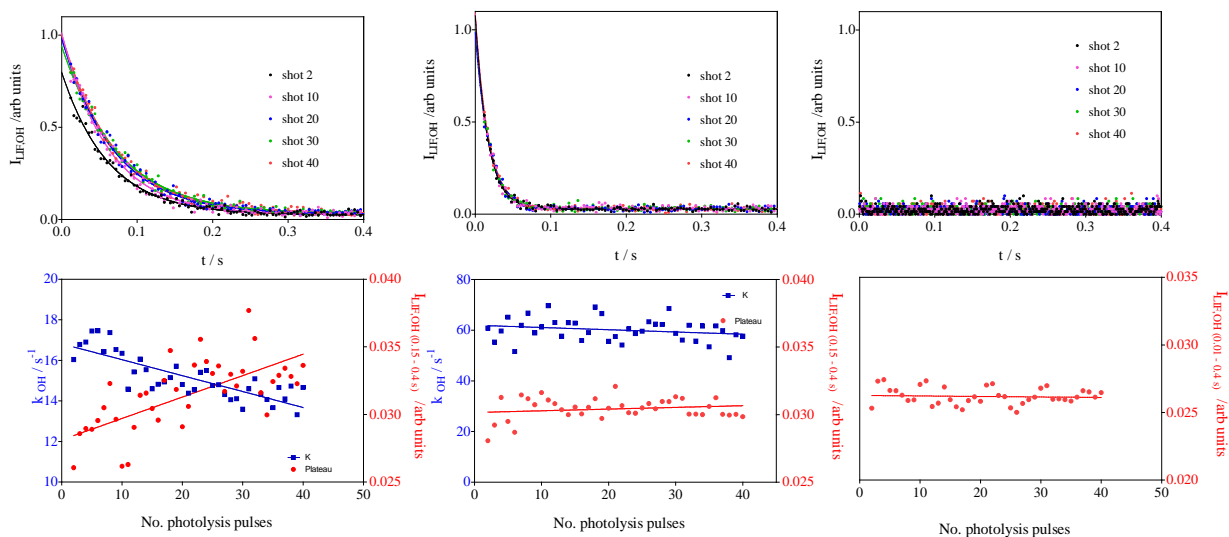 1.0
0.5
0.0
0.0 0.1 0.2 0.3 0.4
I_LIF,OH /arb units
t / s
shot 2
shot 10
shot 20
shot 30
shot 40
1.0
0.5
0.0
0.0 0.1 0.2 0.3 0.4
I_LIF,OH /arb units
t / s
shot 2
shot 10
shot 20
shot 30
shot 40
1.0
0.5
0.0
0.0 0.1 0.2 0.3 0.4
I_LIF,OH /arb units
t / s
shot 2
shot 10
shot 20
shot 30
shot 40
20
18
16
14
12
10
k_OH / s⁻¹
0 10 20 30 40 50
No. photolysis pulses
0.040
0.035
0.030
0.025
I_LIF,OH (0.15 - 0.4 s) /arb units
K
Plateau
80
60
40
20
0
k_OH / s⁻¹
0 10 20 30 40 50
No. photolysis pulses
0.040
0.035
0.030
0.025
I_LIF,OH (0.15 - 0.4 s) /arb units
K
Plateau
0 10 20 30 40 50
No. photolysis pulses
0.035
0.030
0.025
0.020
I_LIF,OH (0.01 - 0.4 s) /arb units